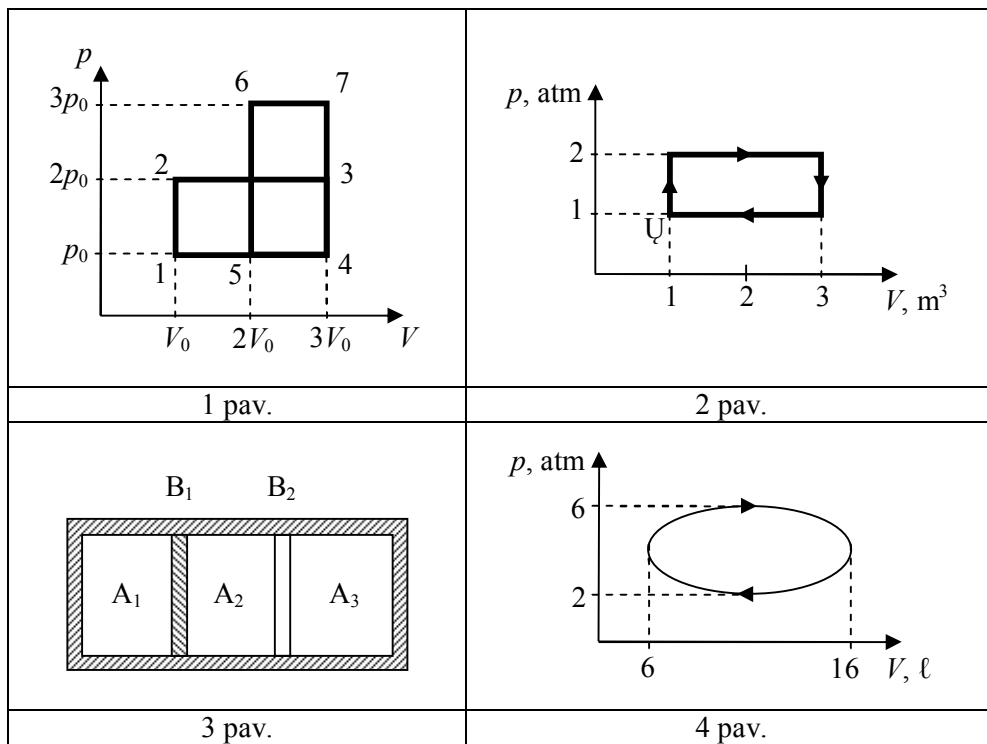 p
6 7
3p₀
2 3
2p₀
p₀
1 5 4
V₀ 2V₀ 3V₀ V
1 pav.
p, atm
2
1
Ų
1 2 3 V, m³
2 pav.
B₁ B₂
A₁ A₂ A₃
3 pav.
p, atm
6
2
6 16 V, ℓ
4 pav.